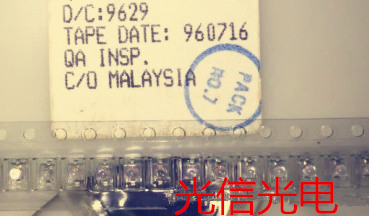 D/C:9629
TAPE DATE: 960716
QA INSP.
C/O MALAYSIA
PACK
NO.7
光信光电